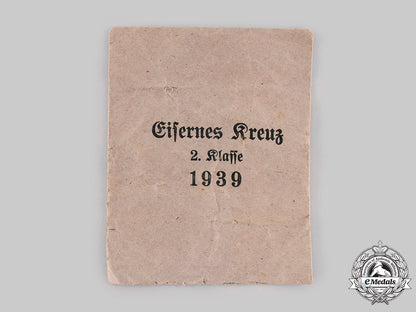 Eisernes Kreuz
2. Klasse
1939
eMedals